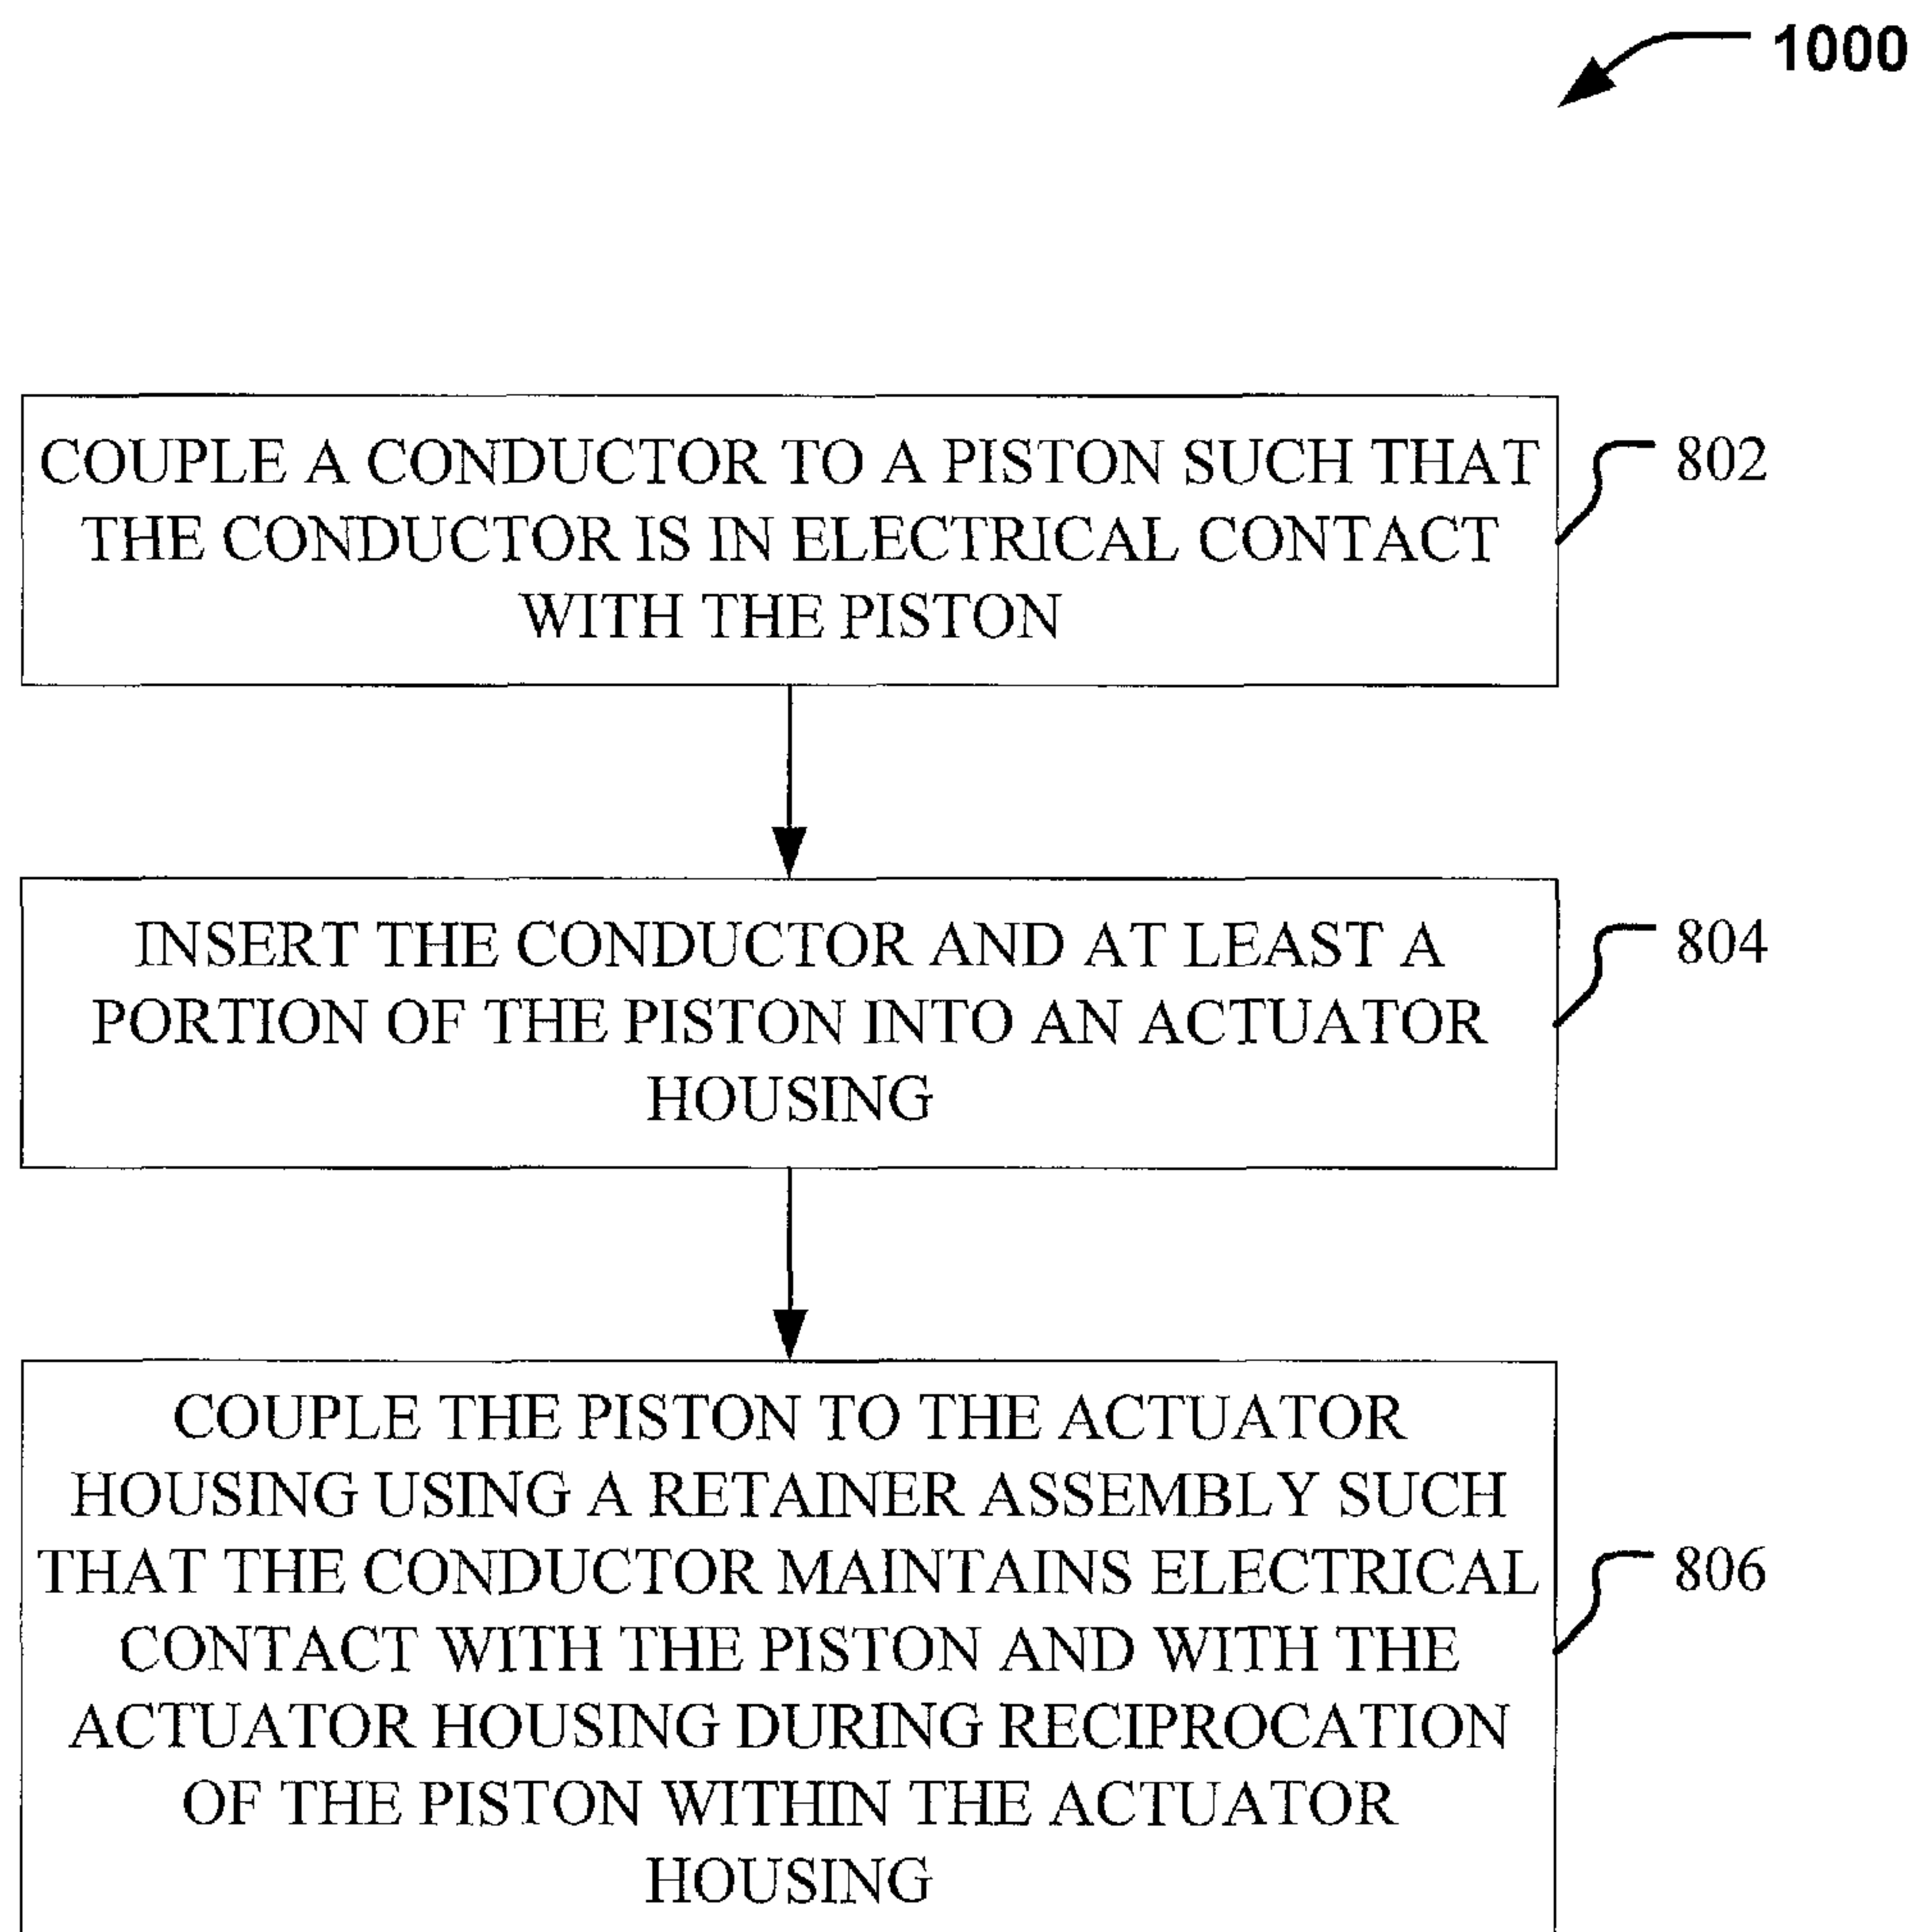 1000
COUPLE A CONDUCTOR TO A PISTON SUCH THAT
THE CONDUCTOR IS IN ELECTRICAL CONTACT
WITH THE PISTON
802
INSERT THE CONDUCTOR AND AT LEAST A
PORTION OF THE PISTON INTO AN ACTUATOR
HOUSING
804
COUPLE THE PISTON TO THE ACTUATOR
HOUSING USING A RETAINER ASSEMBLY SUCH
THAT THE CONDUCTOR MAINTAINS ELECTRICAL
CONTACT WITH THE PISTON AND WITH THE
ACTUATOR HOUSING DURING RECIPROCATION
OF THE PISTON WITHIN THE ACTUATOR
HOUSING
806